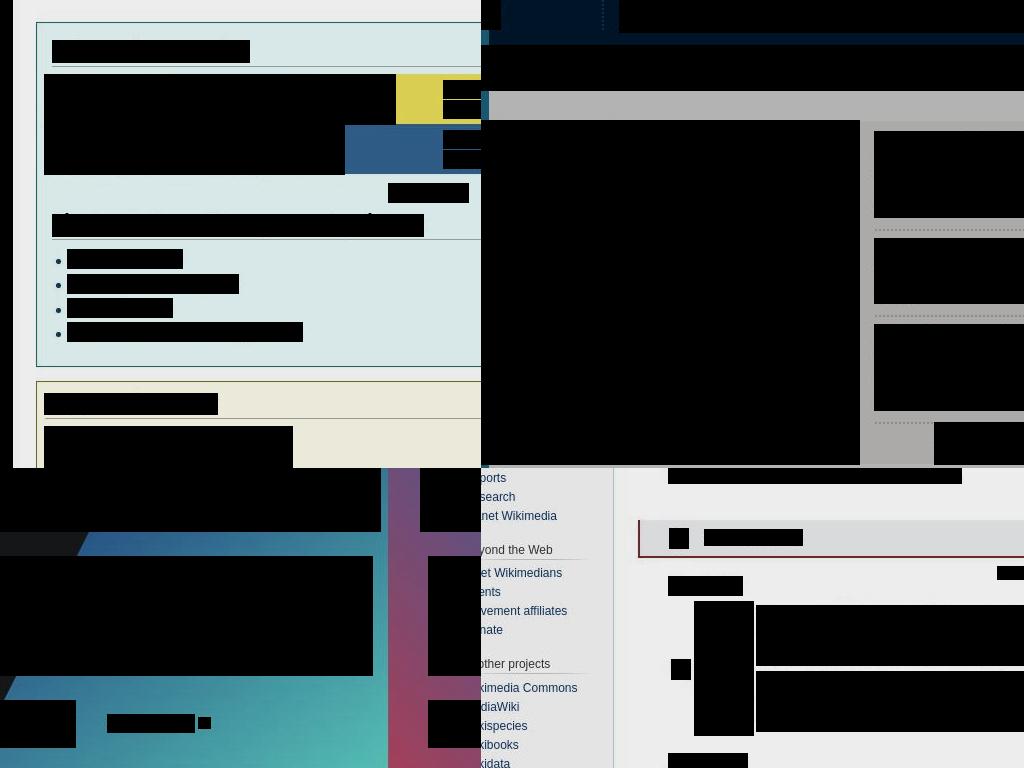 ports
search
net Wikimedia
yond the Web
et Wikimedians
ents
vement affiliates
nate
other projects
kimedia Commons
diaWiki
kispecies
kibooks
kidata